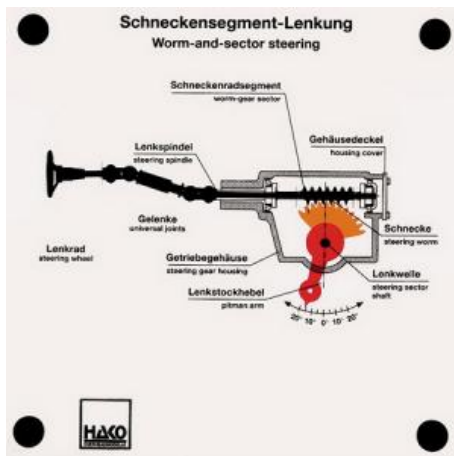 Schneckensegment-Lenkung
Worm-and-sector steering
Schneckenradsegment
worm-gear sector
Lenkspindel
steering spindle
Gehäusedeckel
housing cover
Gelenke
universal joints
Schnecke
steering worm
Lenkrad
steering wheel
Getriebegehäuse
steering gear housing
Lenkwelle
steering sector
shaft
Lenkstockhebel
pitman arm
20° 10° 0° 10° 20°
HAKO